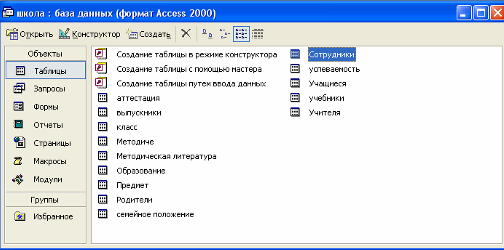 школа : база данных (формат Access 2000)
Открыть Конструктор Создать
Объекты
Таблицы
Запросы
Формы
Отчеты
Страницы
Макросы
Модули
Группы
Избранное
Создание таблицы в режиме конструктора
Создание таблицы с помощью мастера
Создание таблицы путем ввода данных
аттестация
выпускники
класс
Методиче
Методическая литература
Образование
Предмет
Родители
семейное положение
Сотрудники
успеваемость
Учащиеся
учебники
Учителя